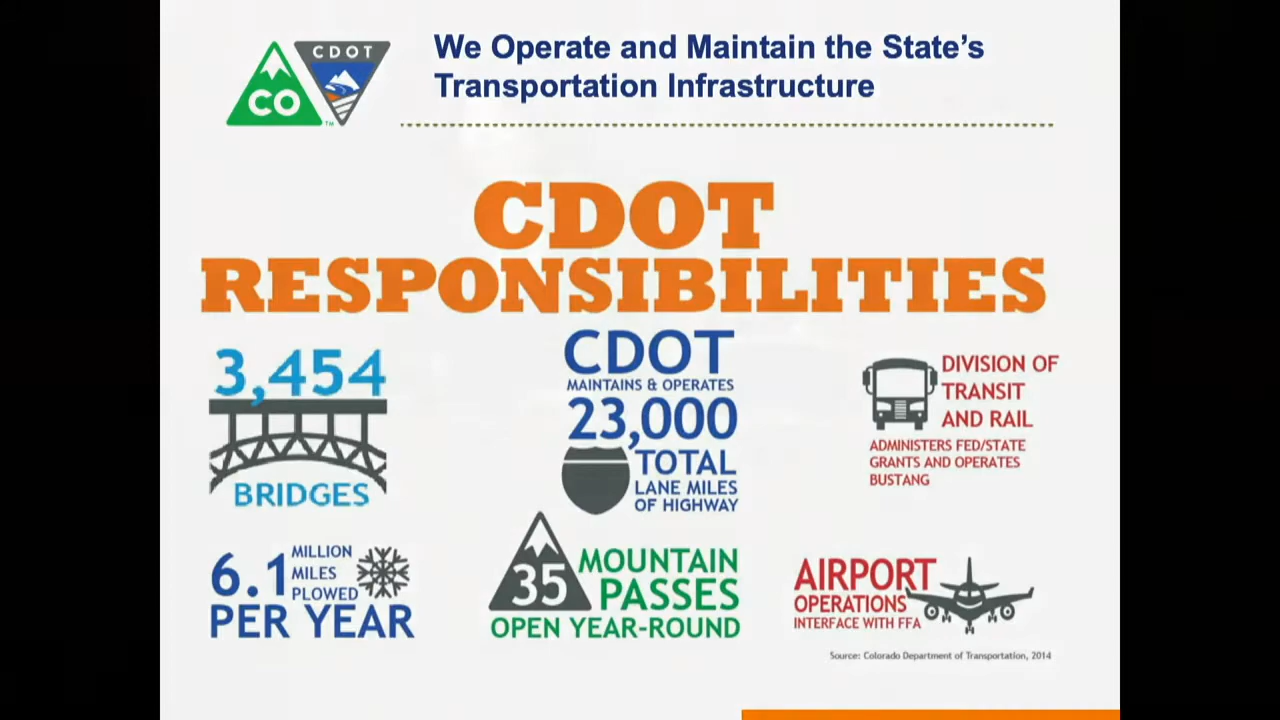 CO
TM
CDOT
We Operate and Maintain the State's
Transportation Infrastructure
CDOT
RESPONSIBILITIES
3,454
BRIDGES
CDOT
MAINTAINS & OPERATES
23,000
TOTAL
LANE MILES
OF HIGHWAY
DIVISION OF
TRANSIT
AND RAIL
ADMINISTERS FED/STATE
GRANTS AND OPERATES
BUSTANG
6.1 MILLION
MILES
PLOWED
PER YEAR
35 MOUNTAIN
PASSES
OPEN YEAR-ROUND
AIRPORT
OPERATIONS
INTERFACE WITH FFA
Source: Colorado Department of Transportation, 2014